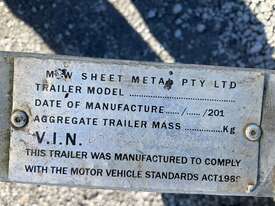 M&W SHEET METAL PTY LTD
TRAILER MODEL ..............................
DATE OF MANUFACTURE ....../....../201
AGGREGATE TRAILER MASS ..............Kg
V.I.N.
THIS TRAILER WAS MANUFACTURED TO COMPLY
WITH THE MOTOR VEHICLE STANDARDS ACT1989